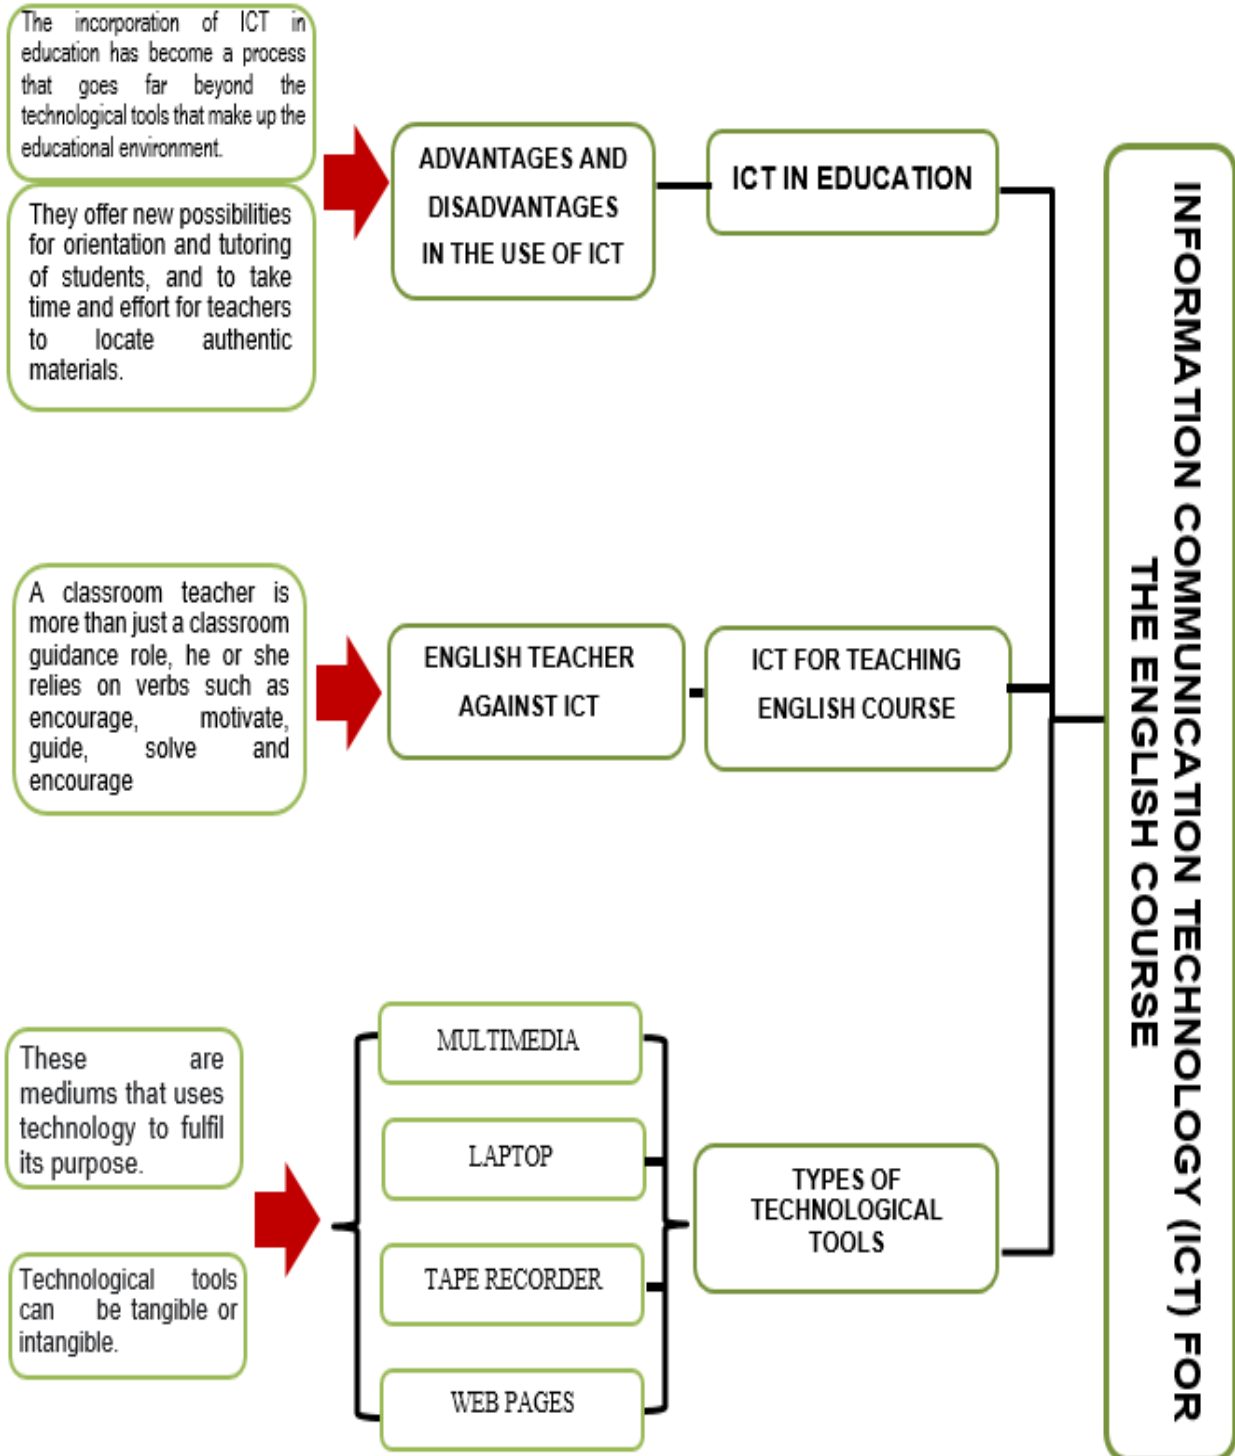 The incorporation of ICT in
education has become a process
that goes far beyond the
technological tools that make up the
educational environment.
They offer new possibilities
for orientation and tutoring
of students, and to take
time and effort for teachers
to locate authentic
materials.
ADVANTAGES AND
DISADVANTAGES
IN THE USE OF ICT
ICT IN EDUCATION
A classroom teacher is
more than just a classroom
guidance role, he or she
relies on verbs such as
encourage, motivate,
guide, solve and
encourage
ENGLISH TEACHER
AGAINST ICT
ICT FOR TEACHING
ENGLISH COURSE
These are
mediums that uses
technology to fulfil
its purpose.
Technological tools
can be tangible or
intangible.
MULTIMEDIA
LAPTOP
TAPE RECORDER
WEB PAGES
TYPES OF
TECHNOLOGICAL
TOOLS
INFORMATION COMMUNICATION TECHNOLOGY (ICT) FOR
THE ENGLISH COURSE